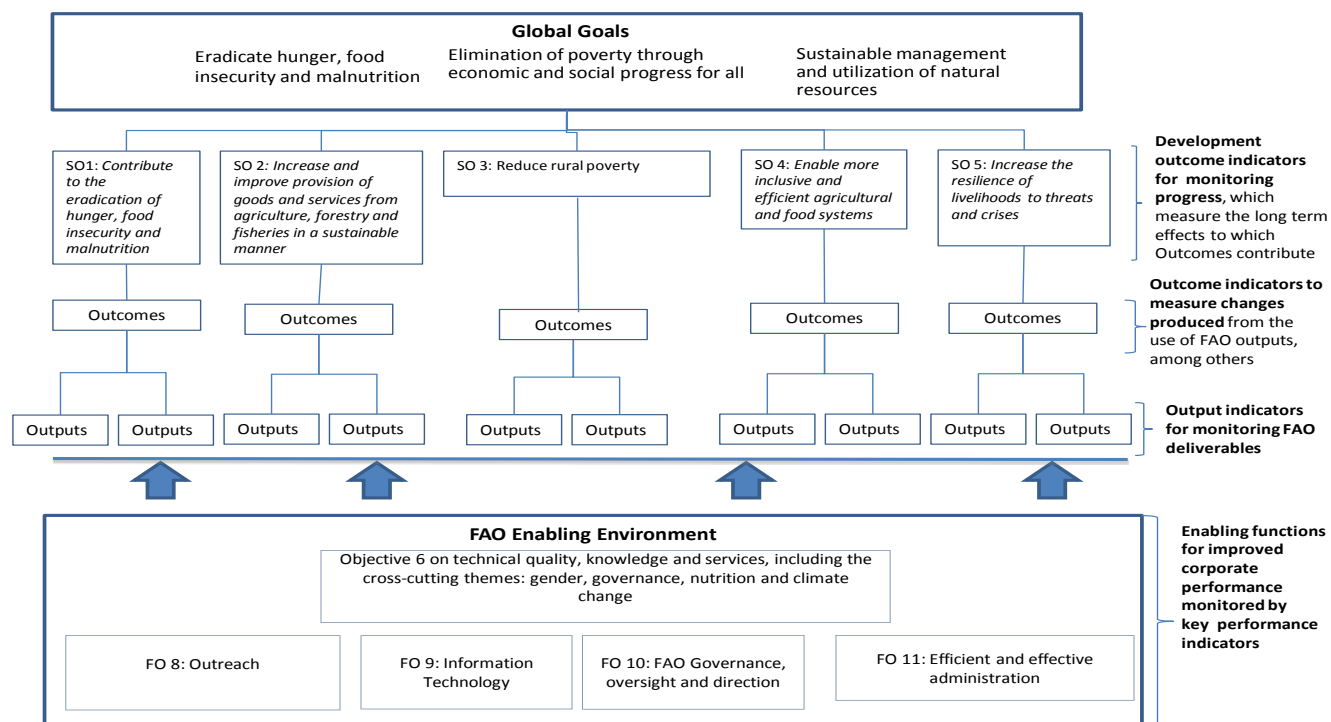 Global Goals
Eradicate hunger, food
insecurity and malnutrition
Elimination of poverty through
economic and social progress for all
Sustainable management
and utilization of natural
resources
SO1: Contribute
to the
eradication of
hunger, food
insecurity and
malnutrition
SO 2: Increase and
improve provision of
goods and services from
agriculture, forestry and
fisheries in a sustainable
manner
SO 3: Reduce rural poverty
SO 4: Enable more
inclusive and
efficient agricultural
and food systems
SO 5: Increase the
resilience of
livelihoods to threats
and crises
Development
outcome indicators
for monitoring
progress, which
measure the long term
effects to which
Outcomes contribute
Outcomes
Outcomes
Outcomes
Outcomes
Outcomes
Outcome indicators to
measure changes
produced from the
use of FAO outputs,
among others
Outputs
Outputs
Outputs
Outputs
Outputs
Outputs
Outputs
Outputs
Outputs
Outputs
Output indicators
for monitoring FAO
deliverables
FAO Enabling Environment
Objective 6 on technical quality, knowledge and services, including the
cross-cutting themes: gender, governance, nutrition and climate
change
FO 8: Outreach
FO 9: Information
Technology
FO 10: FAO Governance,
oversight and direction
FO 11: Efficient and effective
administration
Enabling functions
for improved
corporate
performance
monitored by
key performance
indicators